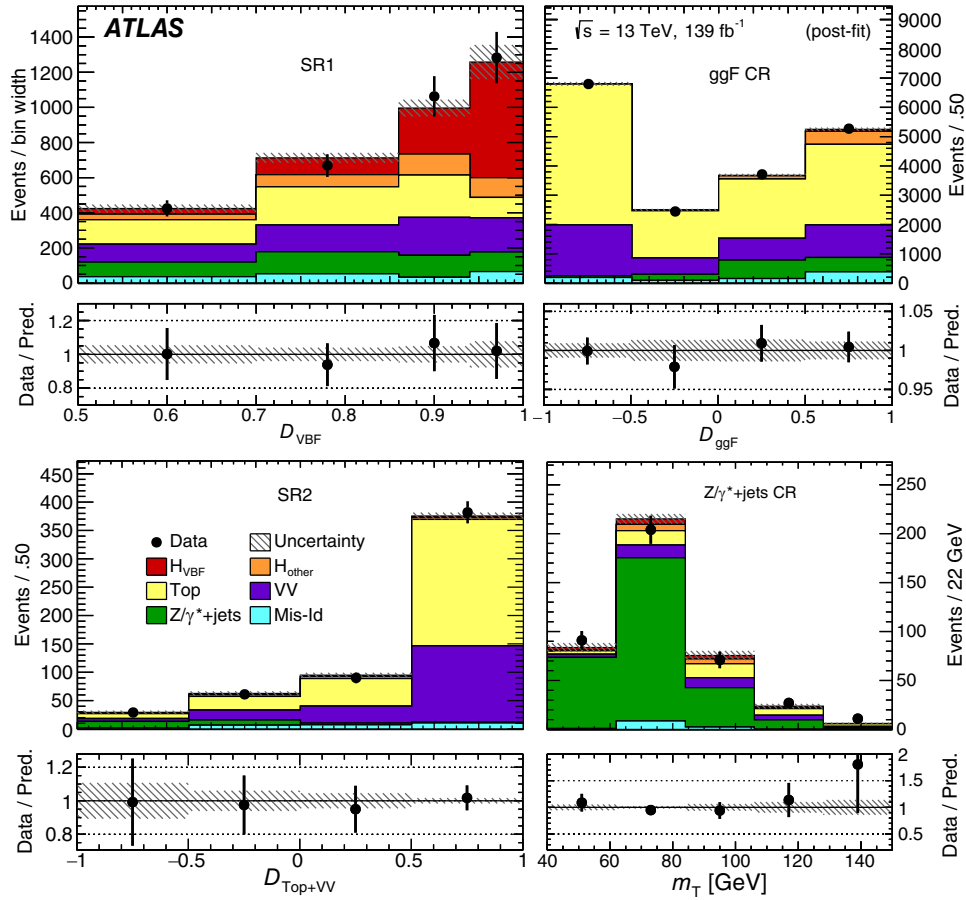 ATLAS
SR1
Events / bin width
1400
1200
1000
800
600
400
200
0
Data / Pred.
1.2
1
0.8
0.5 0.6 0.7 0.8 0.9 1
D_VBF
√s = 13 TeV, 139 fb⁻¹ (post-fit)
ggF CR
Events / .50
9000
8000
7000
6000
5000
4000
3000
2000
1000
0
Data / Pred.
1.05
1
0.95
−1 −0.5 0 0.5 1
D_ggF
SR2
Events / .50
450
400
350
300
250
200
150
100
50
0
Data Uncertainty
H_VBF H_other
Top VV
Z/γ*+jets Mis-Id
Data / Pred.
1.2
1
0.8
−1 −0.5 0 0.5 1
D_Top+VV
Z/γ*+jets CR
Events / 22 GeV
250
200
150
100
50
0
Data / Pred.
2
1.5
1
0.5
40 60 80 100 120 140
m_T [GeV]